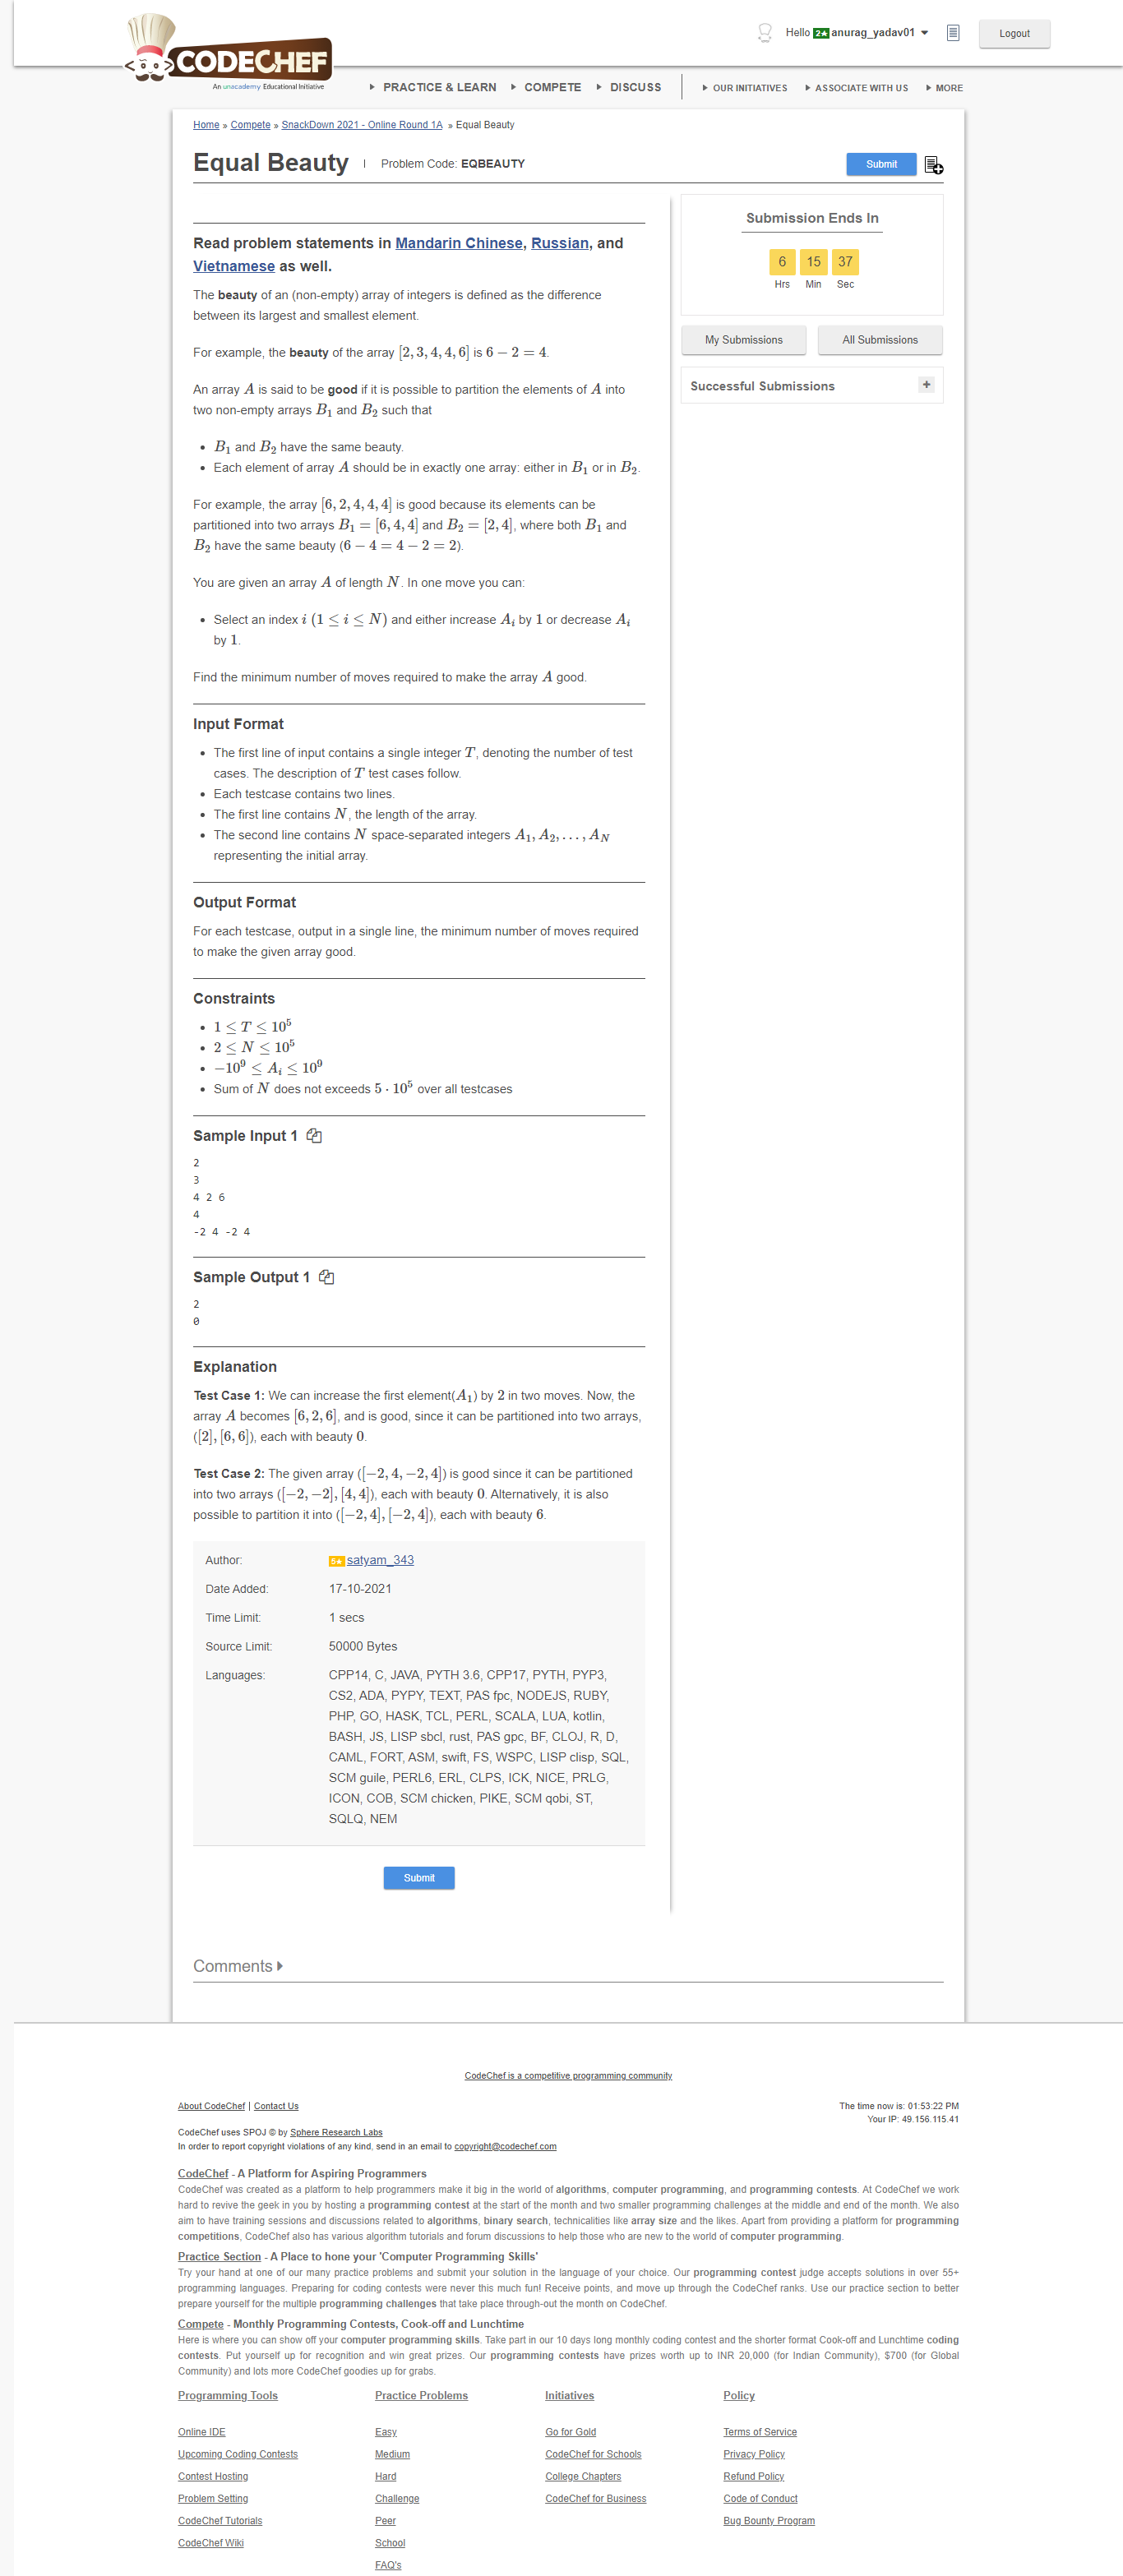 CODECHEF
An unacademy Educational Initiative
Hello 2★ anurag_yadav01
Logout
PRACTICE & LEARN COMPETE DISCUSS OUR INITIATIVES ASSOCIATE WITH US MORE
Home » Compete » SnackDown 2021 - Online Round 1A » Equal Beauty
Equal Beauty | Problem Code: EQBEAUTY
Submit
Read problem statements in Mandarin Chinese, Russian, and
Vietnamese as well.
The beauty of an (non-empty) array of integers is defined as the difference
between its largest and smallest element.
For example, the beauty of the array [2, 3, 4, 4, 6] is 6 − 2 = 4.
An array A is said to be good if it is possible to partition the elements of A into
two non-empty arrays B1 and B2 such that
• B1 and B2 have the same beauty.
• Each element of array A should be in exactly one array: either in B1 or in B2.
For example, the array [6, 2, 4, 4, 4] is good because its elements can be
partitioned into two arrays B1 = [6, 4, 4] and B2 = [2, 4], where both B1 and
B2 have the same beauty (6 − 4 = 4 − 2 = 2).
You are given an array A of length N. In one move you can:
• Select an index i (1 ≤ i ≤ N) and either increase Ai by 1 or decrease Ai
by 1.
Find the minimum number of moves required to make the array A good.
Input Format
• The first line of input contains a single integer T, denoting the number of test
cases. The description of T test cases follow.
• Each testcase contains two lines.
• The first line contains N, the length of the array.
• The second line contains N space-separated integers A1, A2, . . . , AN
representing the initial array.
Output Format
For each testcase, output in a single line, the minimum number of moves required
to make the given array good.
Constraints
• 1 ≤ T ≤ 10^5
• 2 ≤ N ≤ 10^5
• −10^9 ≤ Ai ≤ 10^9
• Sum of N does not exceeds 5 · 10^5 over all testcases
Sample Input 1
2
3
4 2 6
4
-2 4 -2 4
Sample Output 1
2
0
Explanation
Test Case 1: We can increase the first element(A1) by 2 in two moves. Now, the
array A becomes [6, 2, 6], and is good, since it can be partitioned into two arrays,
([2], [6, 6]), each with beauty 0.
Test Case 2: The given array ([−2, 4, −2, 4]) is good since it can be partitioned
into two arrays ([−2, −2], [4, 4]), each with beauty 0. Alternatively, it is also
possible to partition it into ([−2, 4], [−2, 4]), each with beauty 6.
Author: 5★ satyam_343
Date Added: 17-10-2021
Time Limit: 1 secs
Source Limit: 50000 Bytes
Languages: CPP14, C, JAVA, PYTH 3.6, CPP17, PYTH, PYP3,
CS2, ADA, PYPY, TEXT, PAS fpc, NODEJS, RUBY,
PHP, GO, HASK, TCL, PERL, SCALA, LUA, kotlin,
BASH, JS, LISP sbcl, rust, PAS gpc, BF, CLOJ, R, D,
CAML, FORT, ASM, swift, FS, WSPC, LISP clisp, SQL,
SCM guile, PERL6, ERL, CLPS, ICK, NICE, PRLG,
ICON, COB, SCM chicken, PIKE, SCM qobi, ST,
SQLQ, NEM
Submit
Submission Ends In
6 15 37
Hrs Min Sec
My Submissions All Submissions
Successful Submissions +
Comments
CodeChef is a competitive programming community
About CodeChef | Contact Us
The time now is: 01:53:22 PM
Your IP: 49.156.115.41
CodeChef uses SPOJ © by Sphere Research Labs
In order to report copyright violations of any kind, send in an email to copyright@codechef.com
CodeChef - A Platform for Aspiring Programmers
CodeChef was created as a platform to help programmers make it big in the world of algorithms, computer programming, and programming contests. At CodeChef we work
hard to revive the geek in you by hosting a programming contest at the start of the month and two smaller programming challenges at the middle and end of the month. We also
aim to have training sessions and discussions related to algorithms, binary search, technicalities like array size and the likes. Apart from providing a platform for programming
competitions, CodeChef also has various algorithm tutorials and forum discussions to help those who are new to the world of computer programming.
Practice Section - A Place to hone your 'Computer Programming Skills'
Try your hand at one of our many practice problems and submit your solution in the language of your choice. Our programming contest judge accepts solutions in over 55+
programming languages. Preparing for coding contests were never this much fun! Receive points, and move up through the CodeChef ranks. Use our practice section to better
prepare yourself for the multiple programming challenges that take place through-out the month on CodeChef.
Compete - Monthly Programming Contests, Cook-off and Lunchtime
Here is where you can show off your computer programming skills. Take part in our 10 days long monthly coding contest and the shorter format Cook-off and Lunchtime coding
contests. Put yourself up for recognition and win great prizes. Our programming contests have prizes worth up to INR 20,000 (for Indian Community), $700 (for Global
Community) and lots more CodeChef goodies up for grabs.
Programming Tools Practice Problems Initiatives Policy
Online IDE Easy Go for Gold Terms of Service
Upcoming Coding Contests Medium CodeChef for Schools Privacy Policy
Contest Hosting Hard College Chapters Refund Policy
Problem Setting Challenge CodeChef for Business Code of Conduct
CodeChef Tutorials Peer Bug Bounty Program
CodeChef Wiki School
FAQ's